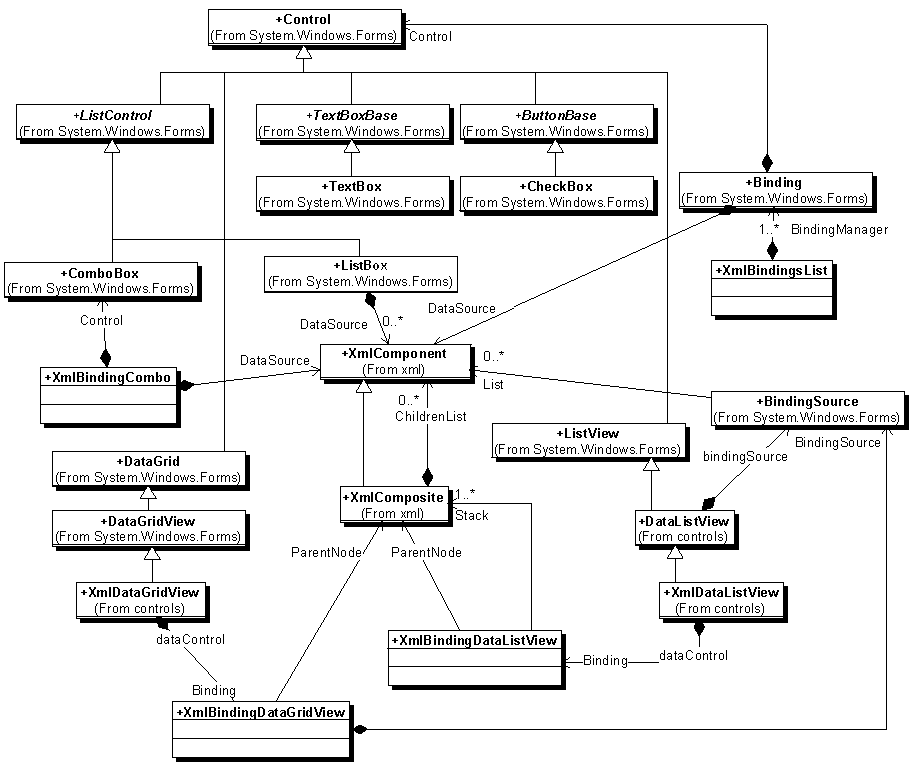 +Control
(From System.Windows.Forms)
Control
+ListControl
(From System.Windows.Forms)
+TextBoxBase
(From System.Windows.Forms)
+ButtonBase
(From System.Windows.Forms)
+TextBox
(From System.Windows.Forms)
+CheckBox
(From System.Windows.Forms)
+Binding
(From System.Windows.Forms)
1..*
BindingManager
+ComboBox
(From System.Windows.Forms)
+ListBox
(From System.Windows.Forms)
+XmlBindingsList
Control
DataSource
0..*
DataSource
+XmlComponent
(From xml)
0..*
List
DataSource
+XmlBindingCombo
0..*
ChildrenList
+BindingSource
(From System.Windows.Forms)
+ListView
(From System.Windows.Forms)
bindingSource
BindingSource
+DataGrid
(From System.Windows.Forms)
+XmlComposite
(From xml)
1..*
Stack
+DataGridView
(From System.Windows.Forms)
+DataListView
(From controls)
ParentNode
ParentNode
+XmlDataGridView
(From controls)
+XmlDataListView
(From controls)
dataControl
+XmlBindingDataListView
Binding
dataControl
Binding
+XmlBindingDataGridView